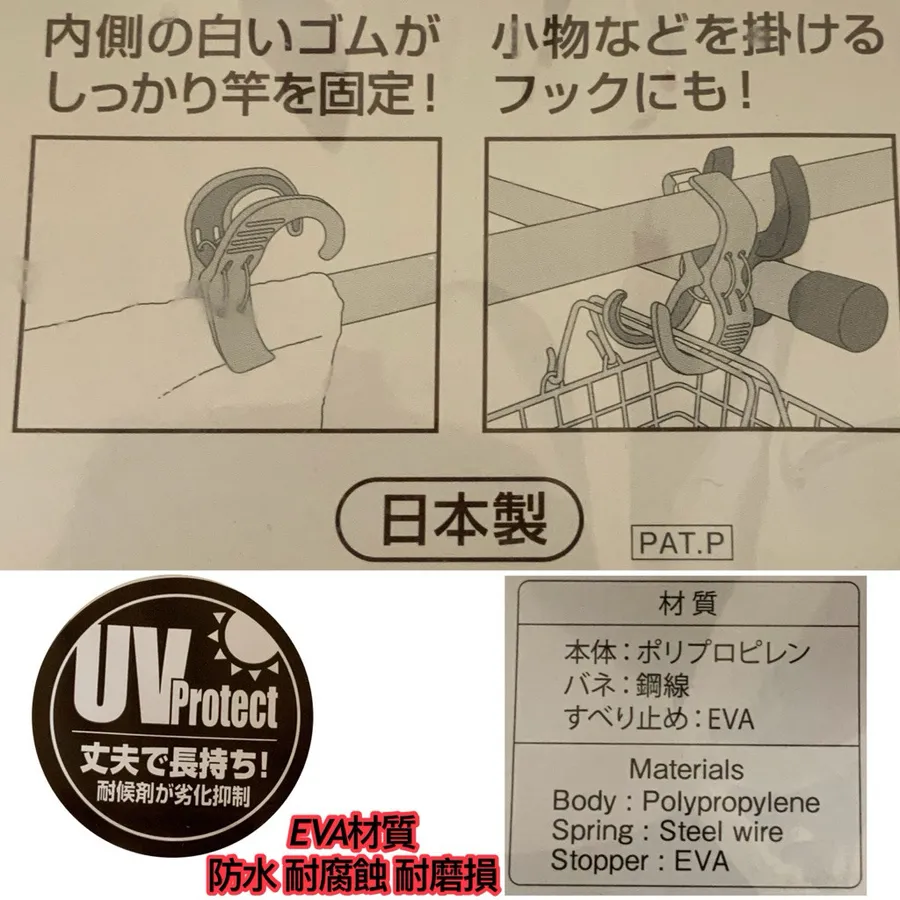 内側の白いゴムが
しっかり竿を固定!
小物などを掛ける
フックにも!
日本製
PAT.P
UV Protect
丈夫で長持ち!
耐候剤が劣化抑制
EVA材質
防水 耐腐蝕 耐磨損
材質
本体:ポリプロピレン
バネ:鋼線
すべり止め:EVA
Materials
Body : Polypropylene
Spring : Steel wire
Stopper : EVA